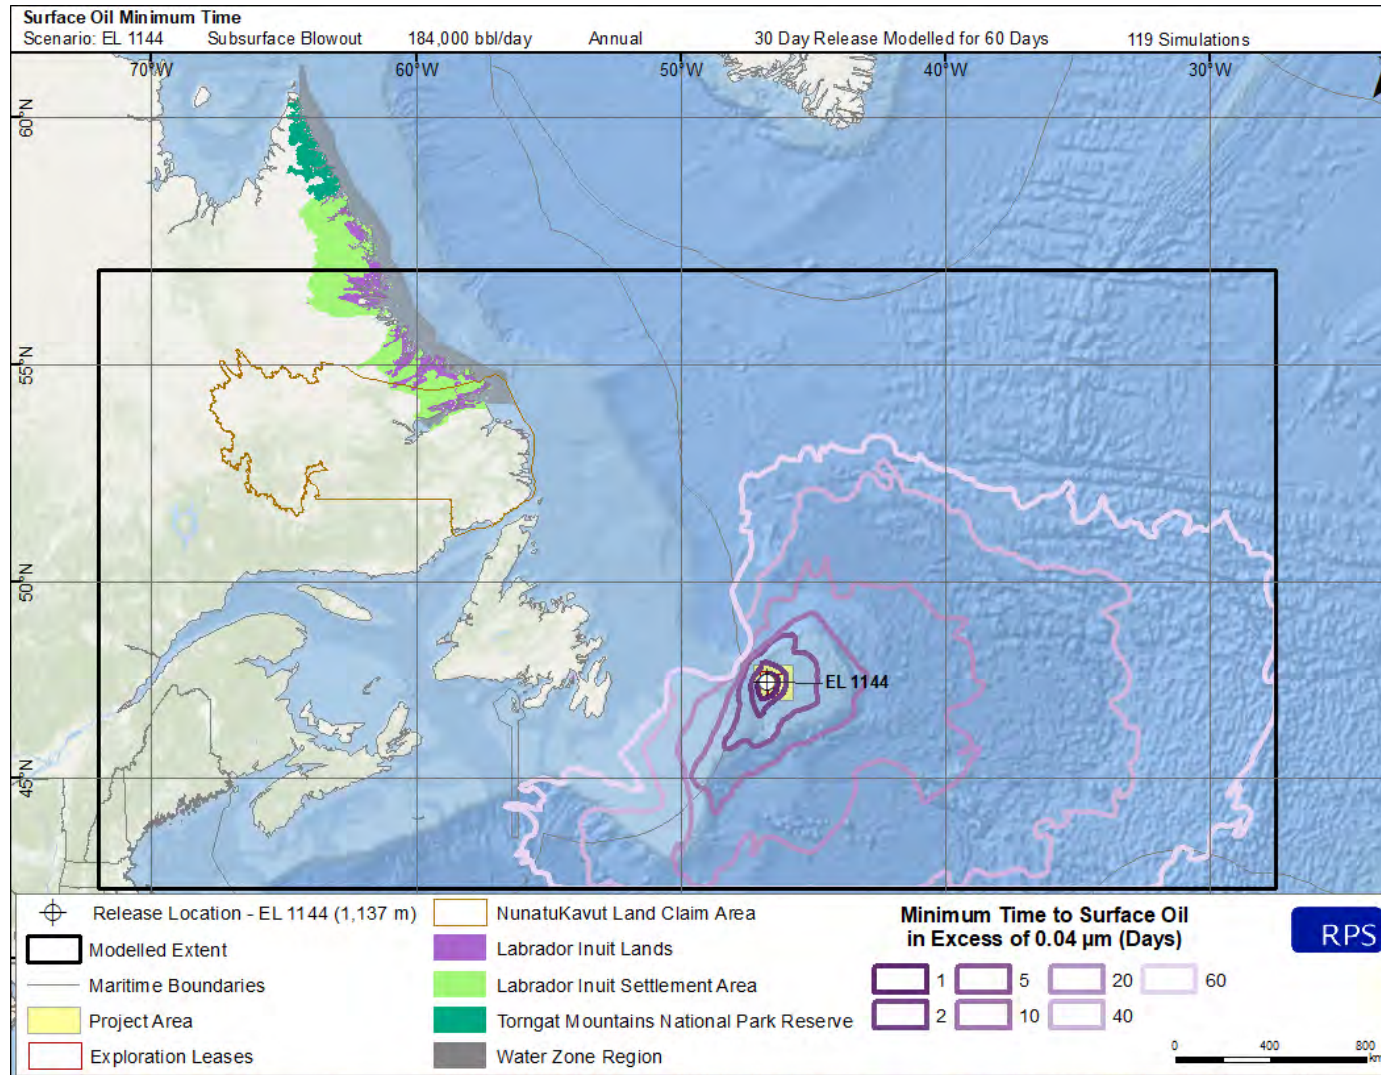 Surface Oil Minimum Time
Scenario: EL 1144 Subsurface Blowout 184,000 bbl/day Annual 30 Day Release Modelled for 60 Days 119 Simulations
70°W 60°W 50°W 40°W 30°W
60°N
55°N
50°N
45°N
EL 1144
Release Location - EL 1144 (1,137 m)
Modelled Extent
Maritime Boundaries
Project Area
Exploration Leases
NunatuKavut Land Claim Area
Labrador Inuit Lands
Labrador Inuit Settlement Area
Torngat Mountains National Park Reserve
Water Zone Region
Minimum Time to Surface Oil
in Excess of 0.04 µm (Days)
1 5 20 60
2 10 40
RPS
0 400 800
km